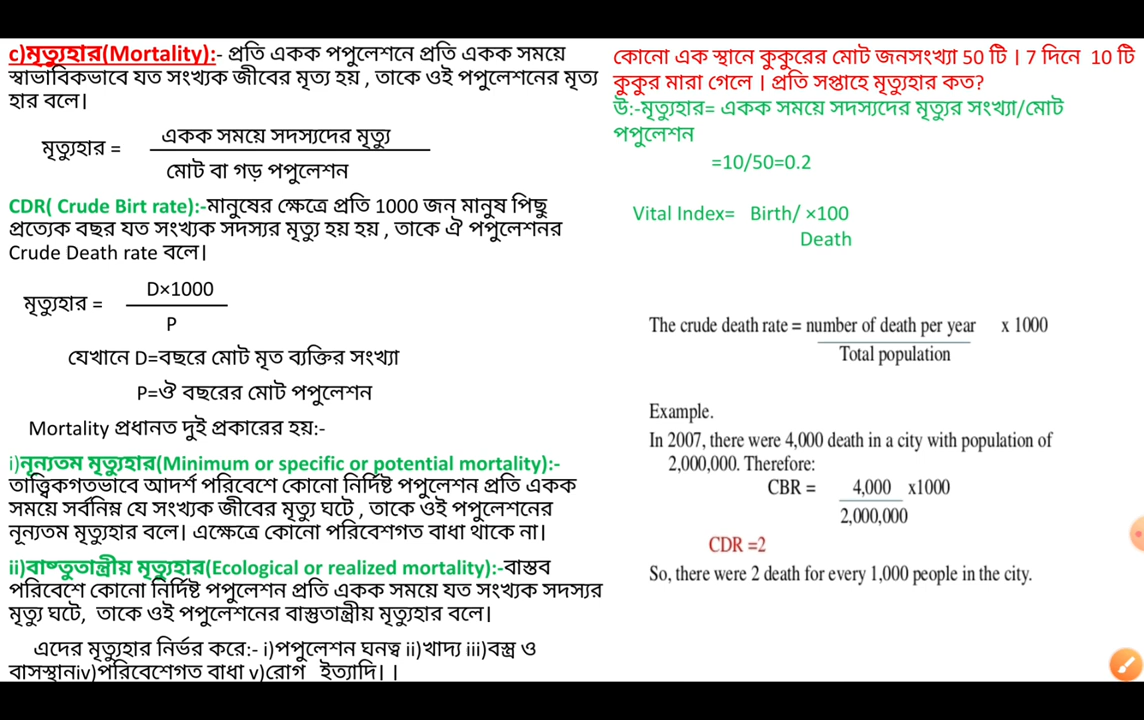 c)মৃত্যুহার(Mortality):- প্রতি একক পপুলেশনে প্রতি একক সময়ে
স্বাভাবিকভাবে যত সংখ্যক জীবের মৃত্য হয় , তাকে ওই পপুলেশনের মৃত্য
হার বলে।
মৃত্যুহার =
একক সময়ে সদস্যদের মৃত্যু
মোট বা গড় পপুলেশন
CDR( Crude Birt rate):-মানুষের ক্ষেত্রে প্রতি 1000 জন মানুষ পিছু
প্রত্যেক বছর যত সংখ্যক সদস্যর মৃত্যু হয় হয় , তাকে ঐ পপুলেশনর
Crude Death rate বলে।
মৃত্যুহার =
D×1000
P
যেখানে D=বছরে মোট মৃত ব্যক্তির সংখ্যা
P=ঔ বছরের মোট পপুলেশন
Mortality প্রধানত দুই প্রকারের হয়:-
i)নূন্যতম মৃত্যুহার(Minimum or specific or potential mortality):-
তাত্ত্বিকগতভাবে আদর্শ পরিবেশে কোনো নির্দিষ্ট পপুলেশন প্রতি একক
সময়ে সর্বনিম্ন যে সংখ্যক জীবের মৃত্যু ঘটে , তাকে ওই পপুলেশনের
নূন্যতম মৃত্যুহার বলে। এক্ষেত্রে কোনো পরিবেশগত বাধা থাকে না।
ii)বাষ্তুতান্ত্রীয় মৃত্যুহার(Ecological or realized mortality):-বাস্তব
পরিবেশে কোনো নির্দিষ্ট পপুলেশন প্রতি একক সময়ে যত সংখ্যক সদস্যর
মৃত্যু ঘটে, তাকে ওই পপুলেশনের বাস্তুতান্ত্রীয় মৃত্যুহার বলে।
এদের মৃত্যুহার নির্ভর করে:- i)পপুলেশন ঘনত্ব ii)খাদ্য iii)বস্ত্র ও
বাসস্থানiv)পরিবেশেগত বাধা v)রোগ ইত্যাদি। ।
কোনো এক স্থানে কুকুরের মোট জনসংখ্যা 50 টি । 7 দিনে 10 টি
কুকুর মারা গেলে । প্রতি সপ্তাহে মৃত্যুহার কত?
উ:-মৃত্যুহার= একক সময়ে সদস্যদের মৃত্যুর সংখ্যা/মোট
পপুলেশন
=10/50=0.2
Vital Index= Birth/ ×100
Death
The crude death rate = number of death per year x 1000
Total population
Example.
In 2007, there were 4,000 death in a city with population of
2,000,000. Therefore:
CBR = 4,000 x1000
2,000,000
CDR =2
So, there were 2 death for every 1,000 people in the city.